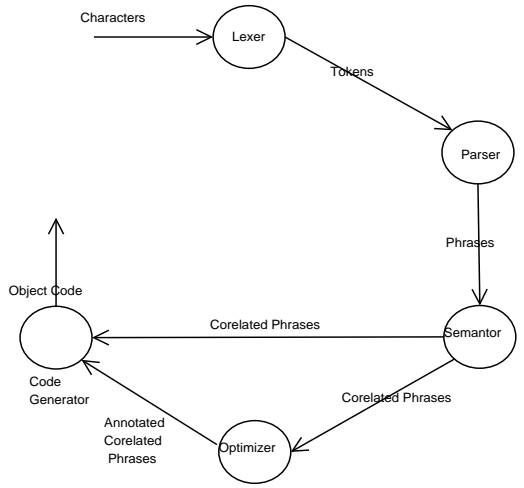 Characters
Lexer
Tokens
Parser
Phrases
Object Code
Corelated Phrases
Semantor
Code
Generator
Corelated Phrases
Annotated
Corelated
Phrases
Optimizer